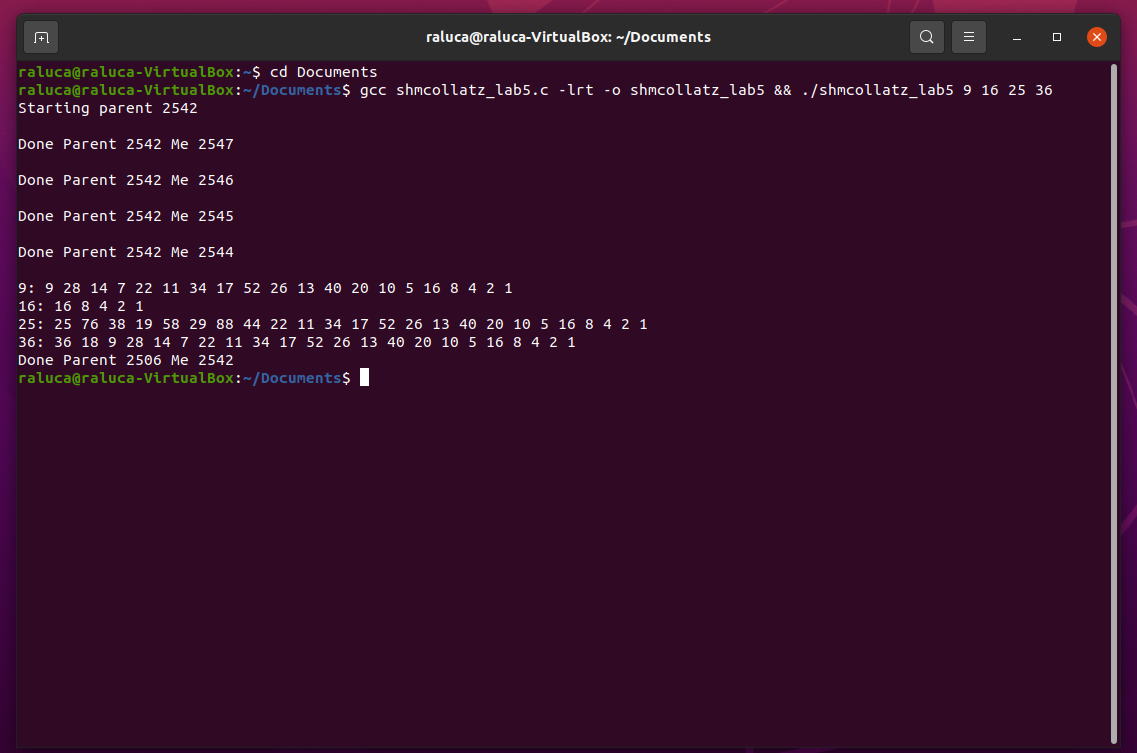 raluca@raluca-VirtualBox: ~/Documents
raluca@raluca-VirtualBox:~$ cd Documents
raluca@raluca-VirtualBox:~/Documents$ gcc shmcollatz_lab5.c -lrt -o shmcollatz_lab5 && ./shmcollatz_lab5 9 16 25 36
Starting parent 2542
Done Parent 2542 Me 2547
Done Parent 2542 Me 2546
Done Parent 2542 Me 2545
Done Parent 2542 Me 2544
9: 9 28 14 7 22 11 34 17 52 26 13 40 20 10 5 16 8 4 2 1
16: 16 8 4 2 1
25: 25 76 38 19 58 29 88 44 22 11 34 17 52 26 13 40 20 10 5 16 8 4 2 1
36: 36 18 9 28 14 7 22 11 34 17 52 26 13 40 20 10 5 16 8 4 2 1
Done Parent 2506 Me 2542
raluca@raluca-VirtualBox:~/Documents$